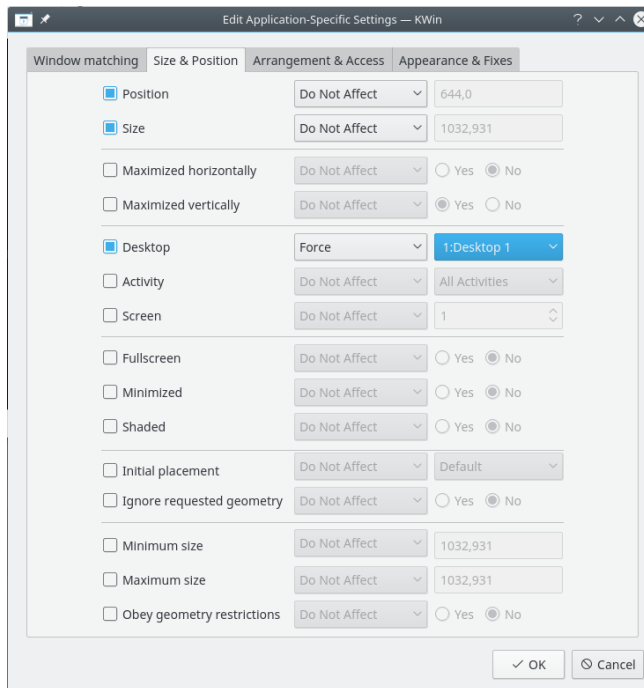 Edit Application-Specific Settings — KWin
Window matching Size & Position Arrangement & Access Appearance & Fixes
Position Do Not Affect 644,0
Size Do Not Affect 1032,931
Maximized horizontally Do Not Affect Yes No
Maximized vertically Do Not Affect Yes No
Desktop Force 1:Desktop 1
Activity Do Not Affect All Activities
Screen Do Not Affect 1
Fullscreen Do Not Affect Yes No
Minimized Do Not Affect Yes No
Shaded Do Not Affect Yes No
Initial placement Do Not Affect Default
Ignore requested geometry Do Not Affect Yes No
Minimum size Do Not Affect 1032,931
Maximum size Do Not Affect 1032,931
Obey geometry restrictions Do Not Affect Yes No
OK Cancel